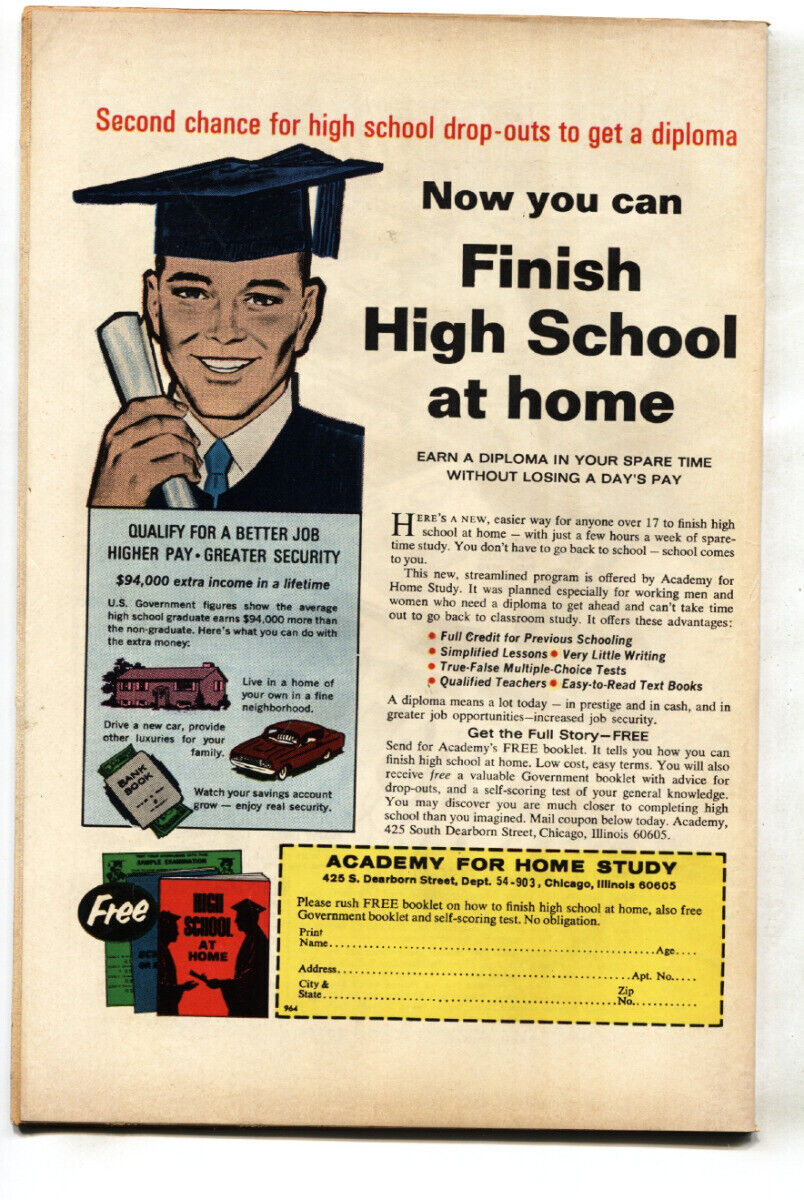 Second chance for high school drop-outs to get a diploma
Now you can
Finish
High School
at home
EARN A DIPLOMA IN YOUR SPARE TIME
WITHOUT LOSING A DAY'S PAY
HERE'S A NEW, easier way for anyone over 17 to finish high
school at home — with just a few hours a week of spare-
time study. You don't have to go back to school — school comes
to you.
This new, streamlined program is offered by Academy for
Home Study. It was planned especially for working men and
women who need a diploma to get ahead and can't take time
out to go back to classroom study. It offers these advantages:
• Full Credit for Previous Schooling
• Simplified Lessons • Very Little Writing
• True-False Multiple-Choice Tests
• Qualified Teachers • Easy-to-Read Text Books
A diploma means a lot today — in prestige and in cash, and in
greater job opportunities—increased job security.
Get the Full Story—FREE
Send for Academy's FREE booklet. It tells you how you can
finish high school at home. Low cost, easy terms. You will also
receive free a valuable Government booklet with advice for
drop-outs, and a self-scoring test of your general knowledge.
You may discover you are much closer to completing high
school than you imagined. Mail coupon below today. Academy,
425 South Dearborn Street, Chicago, Illinois 60605.
QUALIFY FOR A BETTER JOB
HIGHER PAY • GREATER SECURITY
$94,000 extra income in a lifetime
U.S. Government figures show the average
high school graduate earns $94,000 more than
the non-graduate. Here's what you can do with
the extra money:
Live in a home of
your own in a fine
neighborhood.
Drive a new car, provide
other luxuries for your
family.
BANK
BOOK
Watch your savings account
grow — enjoy real security.
Free
SAMPLE EXAMINATION
HIGH
SCHOOL
AT
HOME
ACADEMY FOR HOME STUDY
425 S. Dearborn Street, Dept. 54-903, Chicago, Illinois 60605
Please rush FREE booklet on how to finish high school at home, also free
Government booklet and self-scoring test. No obligation.
Print
Name.......................................................Age....
Address..................................................Apt. No.....
City & Zip
State.....................................................No..........
964